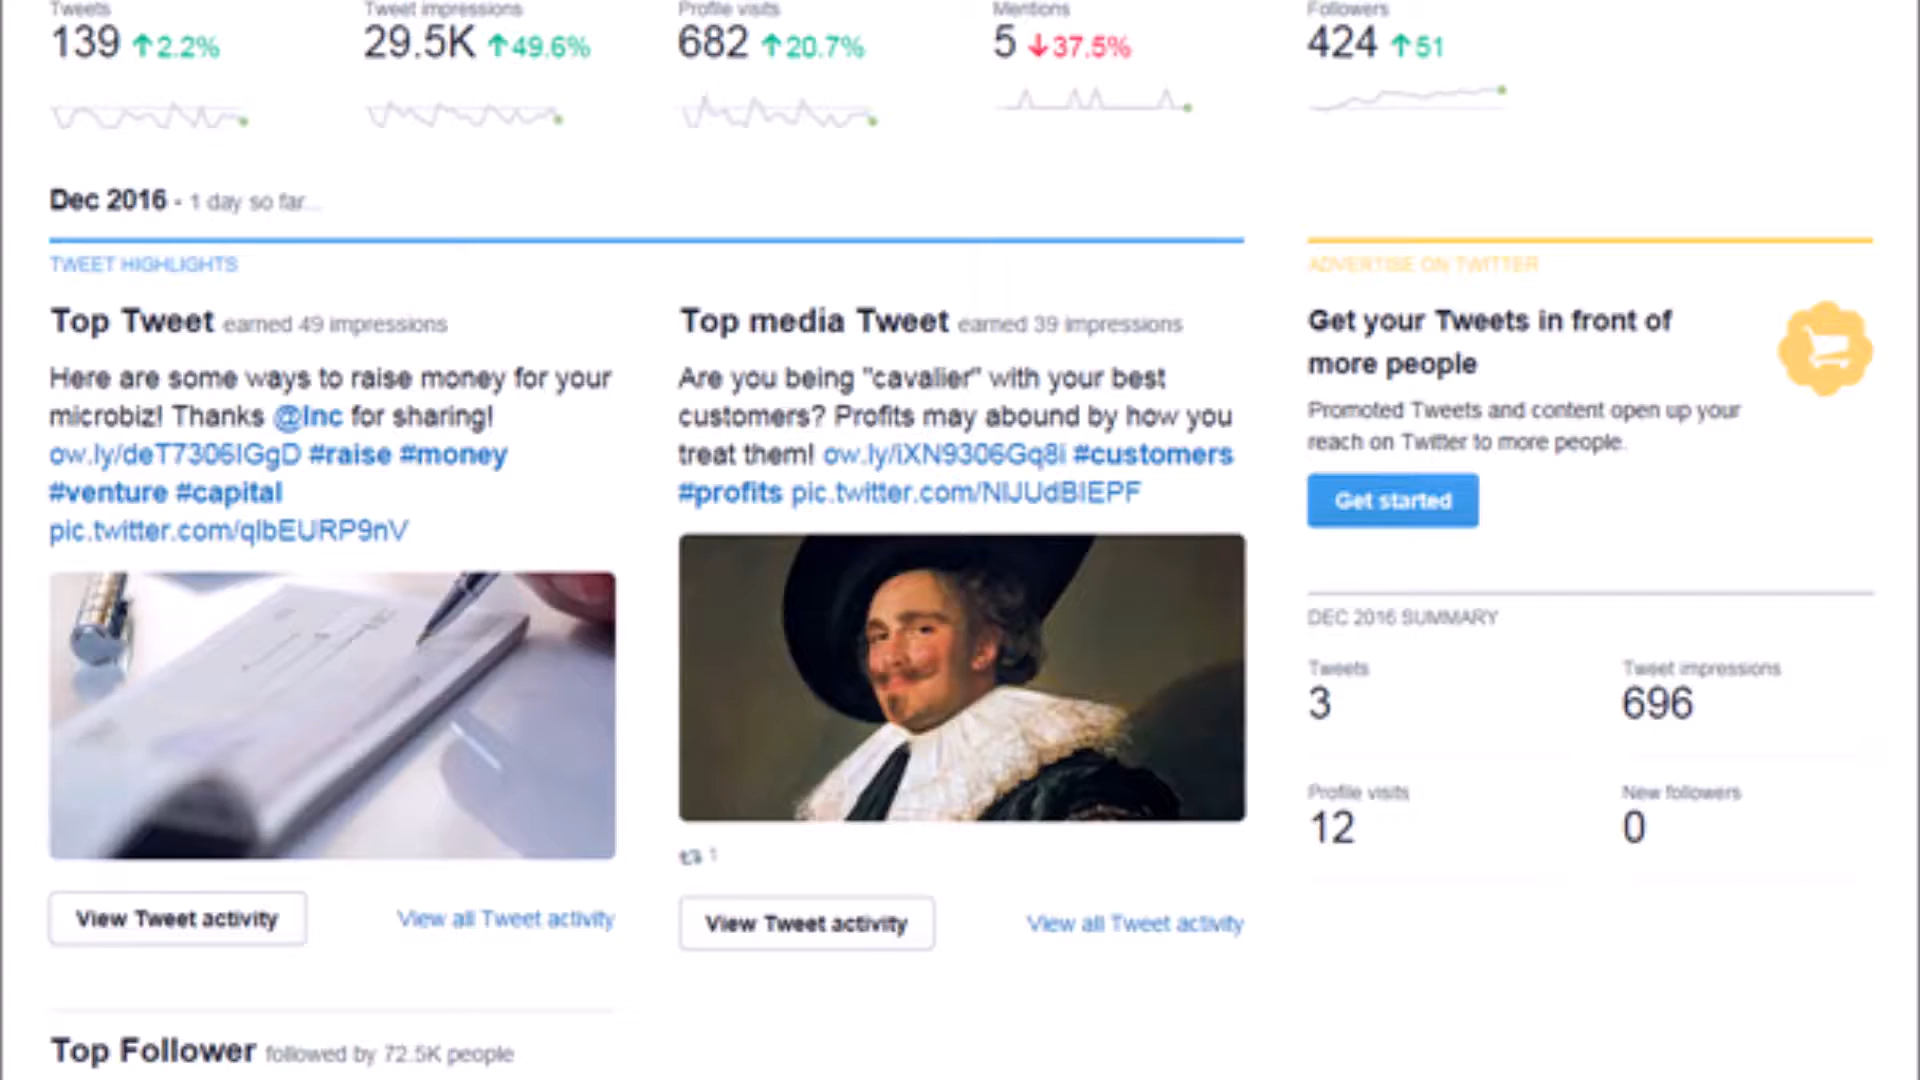 Tweets
139 ↑2.2%
Tweet impressions
29.5K ↑49.6%
Profile visits
682 ↑20.7%
Mentions
5 ↓37.5%
Followers
424 ↑51
Dec 2016 - 1 day so far...
TWEET HIGHLIGHTS
Top Tweet earned 49 impressions
Here are some ways to raise money for your
microbiz! Thanks @Inc for sharing!
ow.ly/deT7306IGgD #raise #money
#venture #capital
pic.twitter.com/qIbEURP9nV
View Tweet activity
View all Tweet activity
Top media Tweet earned 39 impressions
Are you being "cavalier" with your best
customers? Profits may abound by how you
treat them! ow.ly/iXN9306Gq8i #customers
#profits pic.twitter.com/NIJUdBIEPF
1
View Tweet activity
View all Tweet activity
ADVERTISE ON TWITTER
Get your Tweets in front of
more people
Promoted Tweets and content open up your
reach on Twitter to more people.
Get started
DEC 2016 SUMMARY
Tweets
3
Tweet impressions
696
Profile visits
12
New followers
0
Top Follower followed by 72.5K people